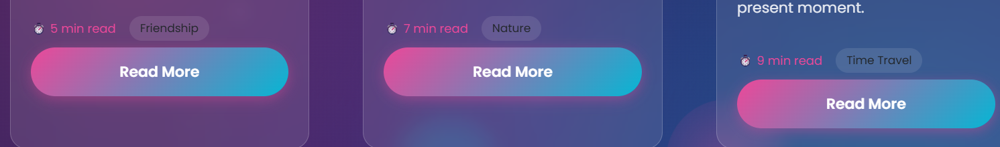 present moment.
5 min read Friendship
7 min read Nature
9 min read Time Travel
Read More
Read More
Read More